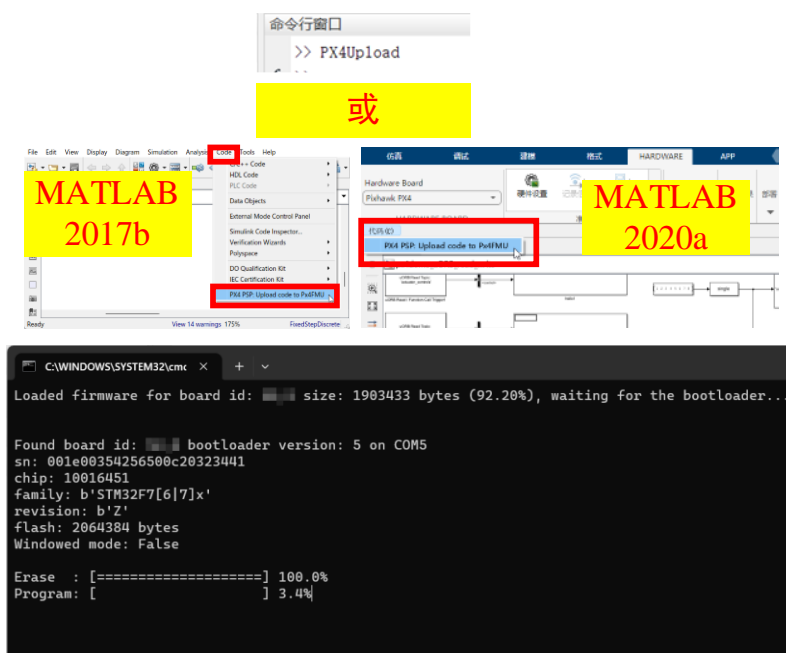 命令行窗口
>> PX4Upload
或
File Edit View Display Diagram Simulation Analysis Code Tools Help
C/C++ Code
HDL Code
PLC Code
Data Objects
External Mode Control Panel
Simulink Code Inspector...
Verification Wizards
Polyspace
DO Qualification Kit
IEC Certification Kit
PX4 PSP: Upload code to Px4FMU
MATLAB
2017b
Ready View 14 warnings 175% FixedStepDiscrete
仿真 调试 建模 格式 HARDWARE APP
Hardware Board
Pixhawk PX4
硬件设置
HARDWARE BOARD
代码(C)
PX4 PSP: Upload code to Px4FMU
MATLAB
2020a
部署
single
C:\WINDOWS\SYSTEM32\cmc × +
Loaded firmware for board id: size: 1903433 bytes (92.20%), waiting for the bootloader...
Found board id: bootloader version: 5 on COM5
sn: 001e00354256500c20323441
chip: 10016451
family: b'STM32F7[6|7]x'
revision: b'Z'
flash: 2064384 bytes
Windowed mode: False
Erase : [====================] 100.0%
Program: [ ] 3.4%